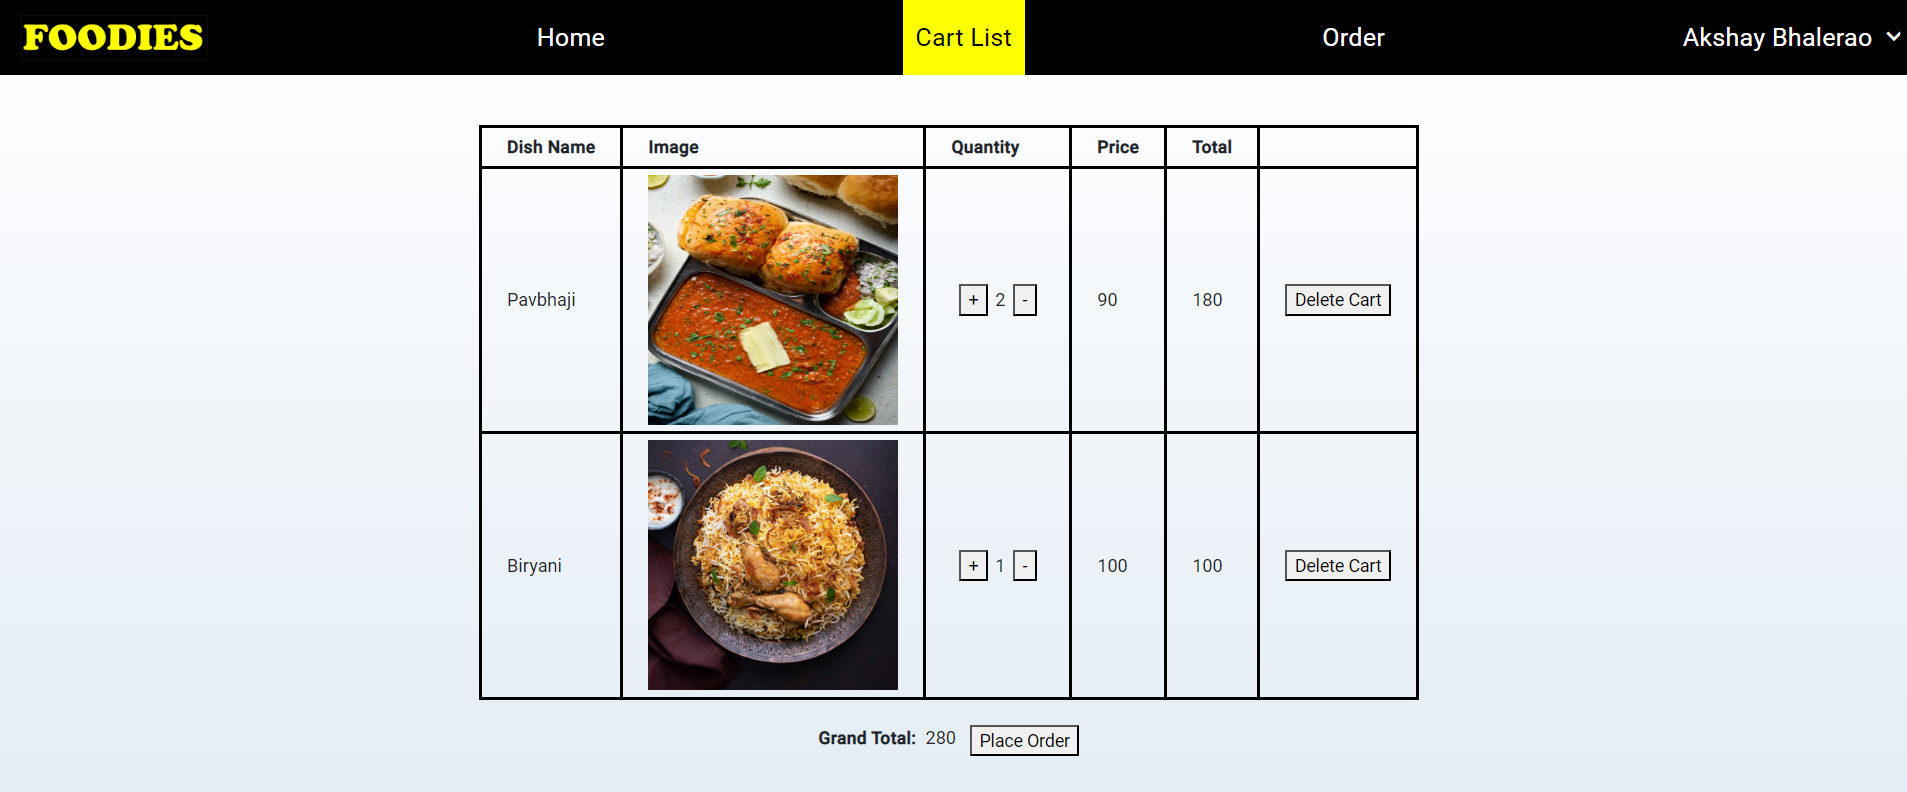 FOODIES Home Cart List Order Akshay Bhalerao
Dish Name Image Quantity Price Total
Pavbhaji + 2 - 90 180 Delete Cart
Biryani + 1 - 100 100 Delete Cart
Grand Total: 280 Place Order